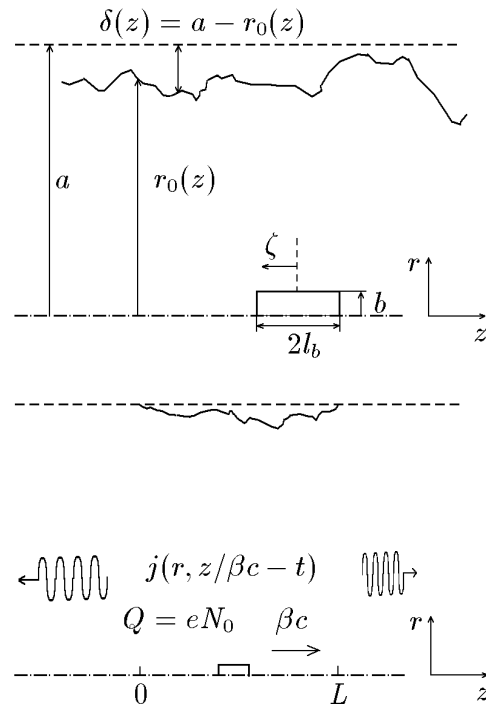 δ(z) = a − r₀(z)
a
r₀(z)
ζ
b
2l_b
r
z
j(r, z/βc − t)
Q = eN₀
βc
r
0
L
z